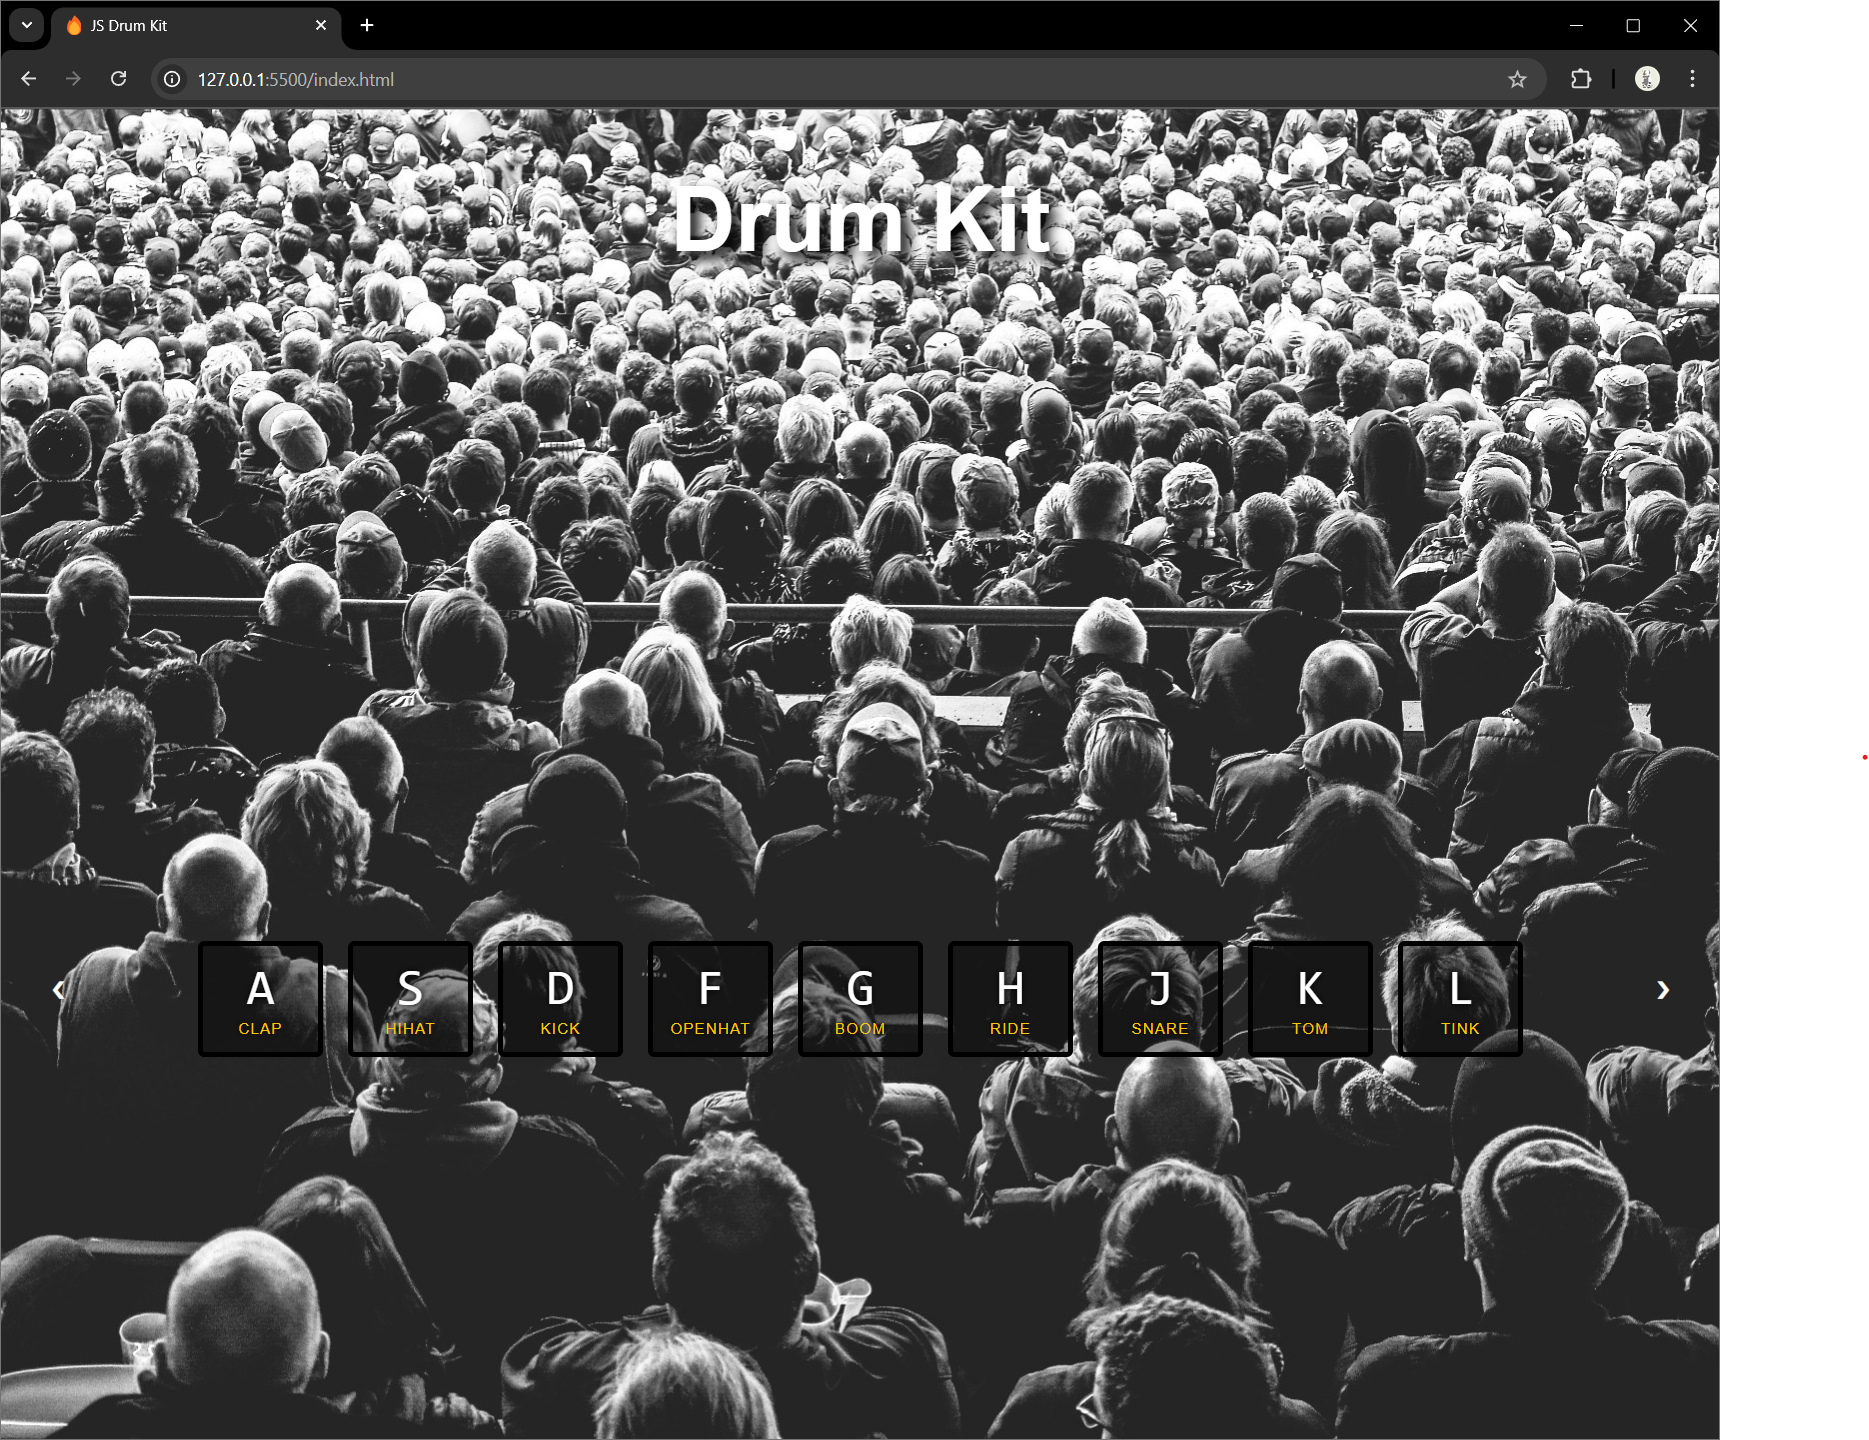 JS Drum Kit
127.0.0.1:5500/index.html
Drum Kit
‹ A S D F G H J K L ›
CLAP HIHAT KICK OPENHAT BOOM RIDE SNARE TOM TINK